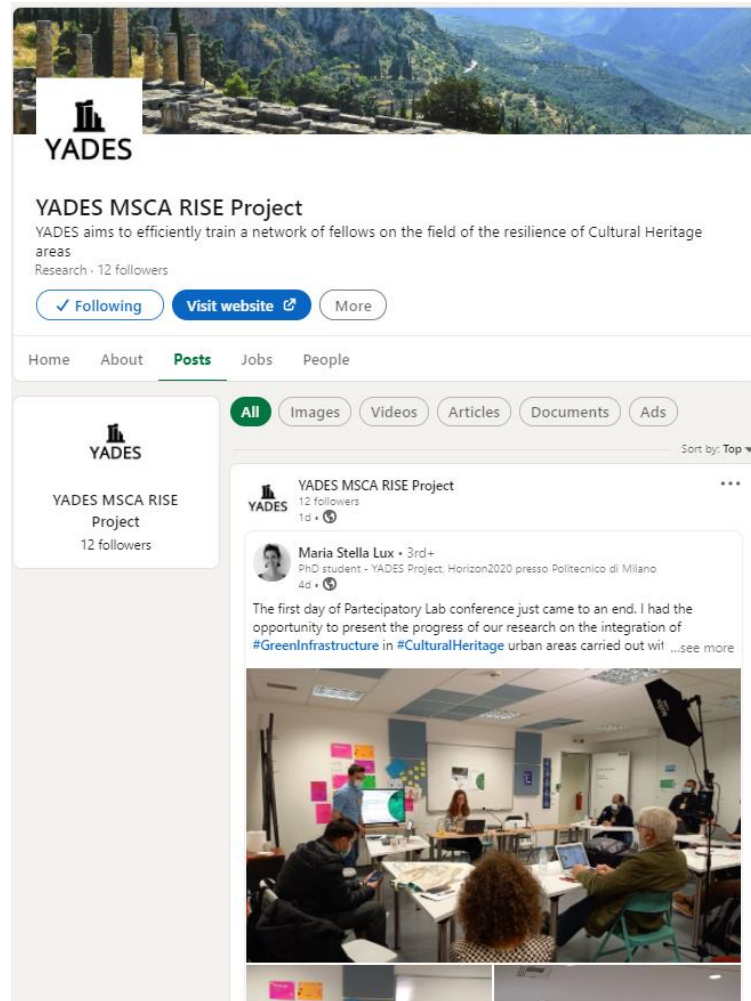 YADES
YADES MSCA RISE Project
YADES aims to efficiently train a network of fellows on the field of the resilience of Cultural Heritage
areas
Research · 12 followers
✓ Following
Visit website
More
Home
About
Posts
Jobs
People
YADES
YADES MSCA RISE
Project
12 followers
All
Images
Videos
Articles
Documents
Ads
Sort by: Top
YADES
YADES MSCA RISE Project
12 followers
1d •
Maria Stella Lux • 3rd+
PhD student - YADES Project, Horizon2020 presso Politecnico di Milano
4d •
The first day of Partecipatory Lab conference just came to an end. I had the
opportunity to present the progress of our research on the integration of
#GreenInfrastructure in #CulturalHeritage urban areas carried out wit ...see more